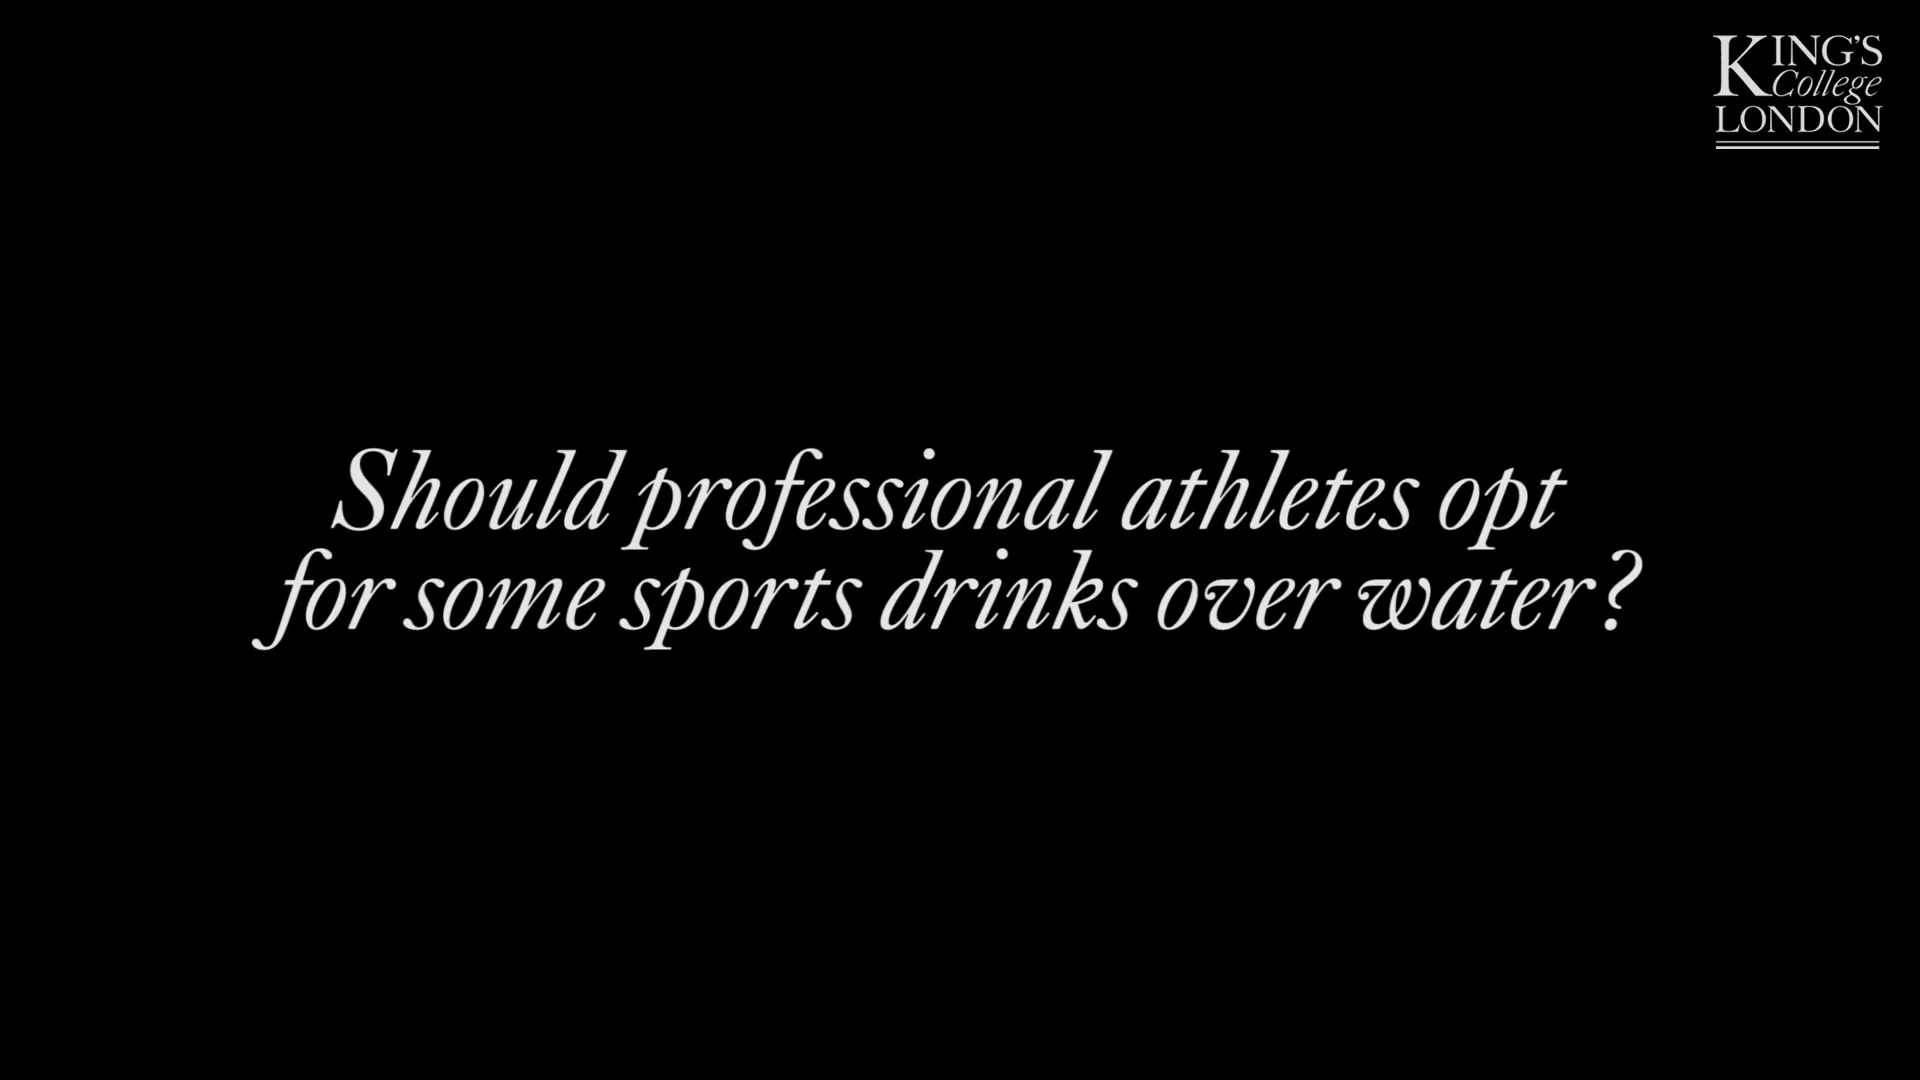 KING'S
College
LONDON
Should professional athletes opt
for some sports drinks over water?